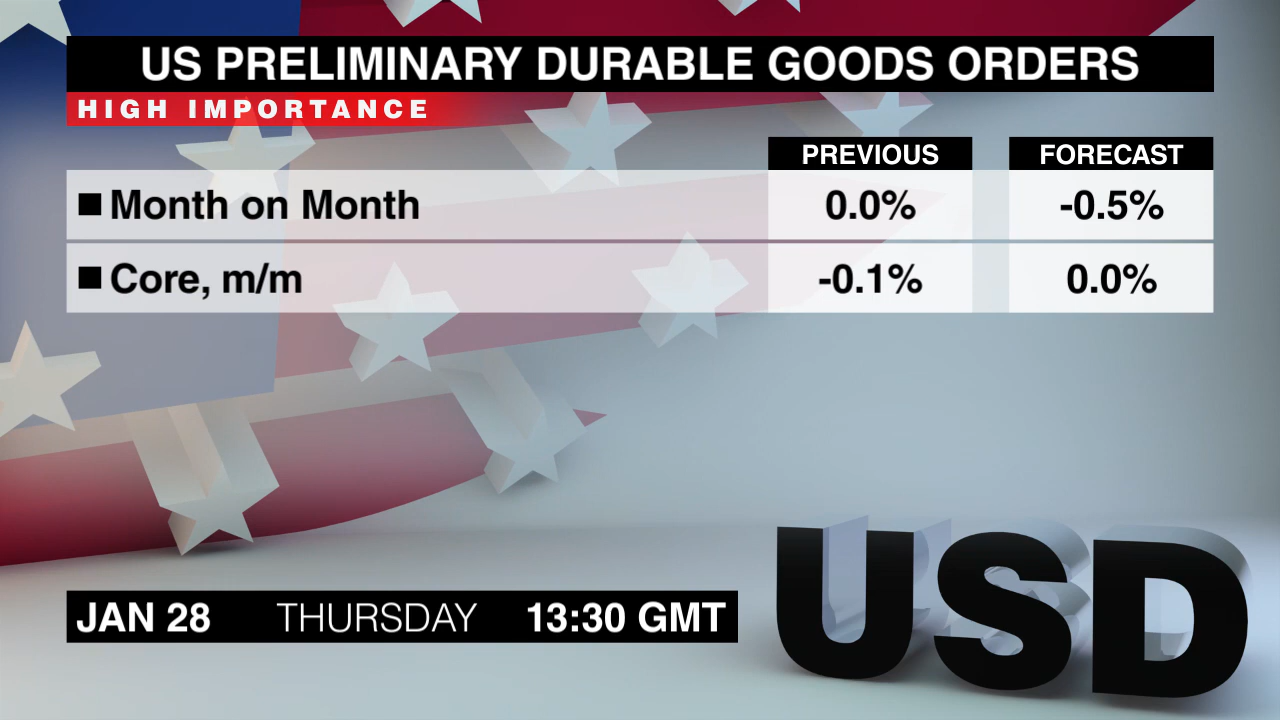 US PRELIMINARY DURABLE GOODS ORDERS
HIGH IMPORTANCE
PREVIOUS FORECAST
Month on Month 0.0% -0.5%
Core, m/m -0.1% 0.0%
JAN 28 THURSDAY 13:30 GMT
USD